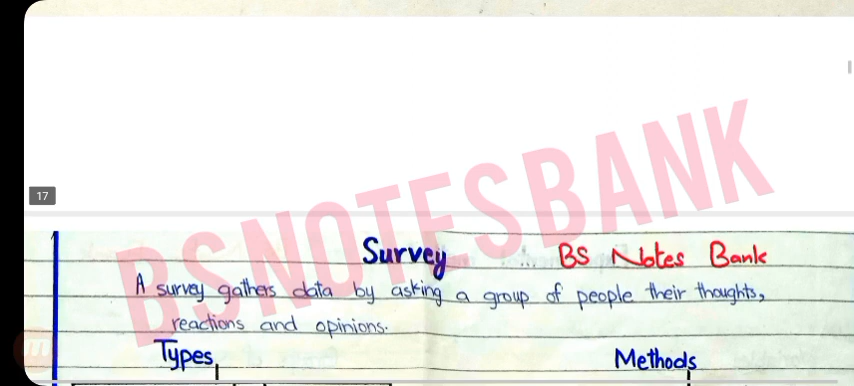 BSNOTESBANK
17
Survey BS Notes Bank
A survey gathers data by asking a group of people their thoughts,
reactions and opinions.
Types Methods